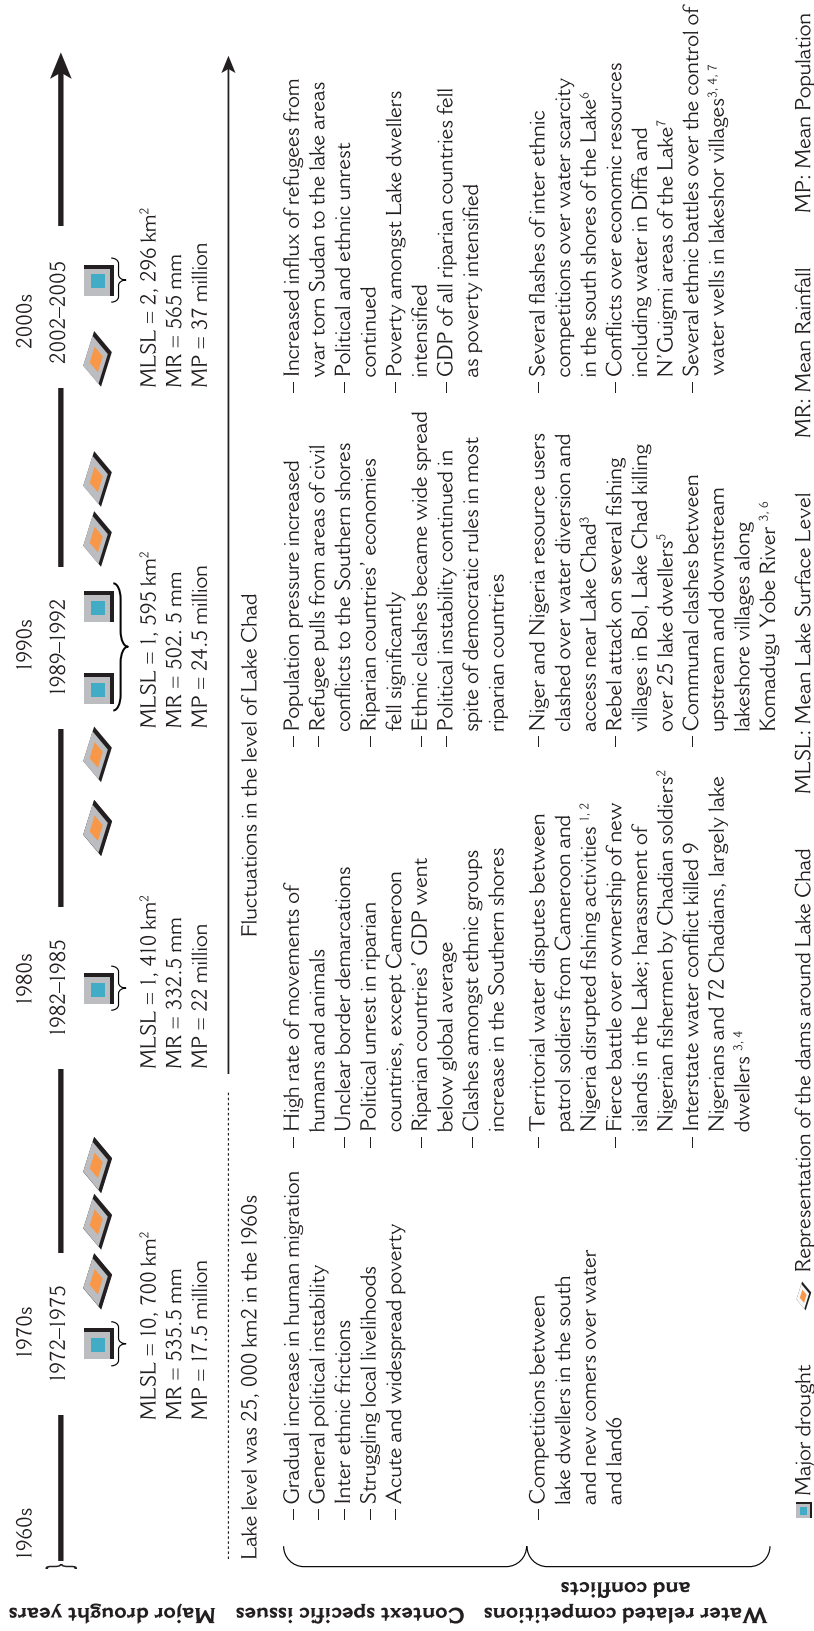 Major drought years
1960s
1970s
1980s
1990s
2000s
1972–1975
1982–1985
1989–1992
2002–2005
MLSL = 10, 700 km²
MR = 535.5 mm
MP = 17.5 million
MLSL = 1, 410 km²
MR = 332.5 mm
MP = 22 million
MLSL = 1, 595 km²
MR = 502. 5 mm
MP = 24.5 million
MLSL = 2, 296 km²
MR = 565 mm
MP = 37 million
Lake level was 25, 000 km2 in the 1960s
Fluctuations in the level of Lake Chad
Context specific issues
– Gradual increase in human migration
– General political instability
– Inter ethnic frictions
– Struggling local livelihoods
– Acute and widespread poverty
– High rate of movements of
humans and animals
– Unclear border demarcations
– Political unrest in riparian
countries, except Cameroon
– Riparian countries' GDP went
below global average
– Clashes amongst ethnic groups
increase in the Southern shores
– Population pressure increased
– Refugee pulls from areas of civil
conflicts to the Southern shores
– Riparian countries' economies
fell significantly
– Ethnic clashes became wide spread
– Political instability continued in
spite of democratic rules in most
riparian countries
– Increased influx of refugees from
war torn Sudan to the lake areas
– Political and ethnic unrest
continued
– Poverty amongst Lake dwellers
intensified
– GDP of all riparian countries fell
as poverty intensified
Water related competitions
and conflicts
– Competitions between
lake dwellers in the south
and new comers over water
and land6
– Territorial water disputes between
patrol soldiers from Cameroon and
Nigeria disrupted fishing activities 1, 2
– Fierce battle over ownership of new
islands in the Lake; harassment of
Nigerian fishermen by Chadian soldiers²
– Interstate water conflict killed 9
Nigerians and 72 Chadians, largely lake
dwellers 3, 4
– Niger and Nigeria resource users
clashed over water diversion and
access near Lake Chad³
– Rebel attack on several fishing
villages in Bol, Lake Chad killing
over 25 lake dwellers⁵
– Communal clashes between
upstream and downstream
lakeshore villages along
Komadugu Yobe River 3, 6
– Several flashes of inter ethnic
competitions over water scarcity
in the south shores of the Lake⁶
– Conflicts over economic resources
including water in Diffa and
N'Guigmi areas of the Lake⁷
– Several ethnic battles over the control of
water wells in lakeshor villages3, 4, 7
Major drought
Representation of the dams around Lake Chad
MLSL: Mean Lake Surface Level
MR: Mean Rainfall
MP: Mean Population